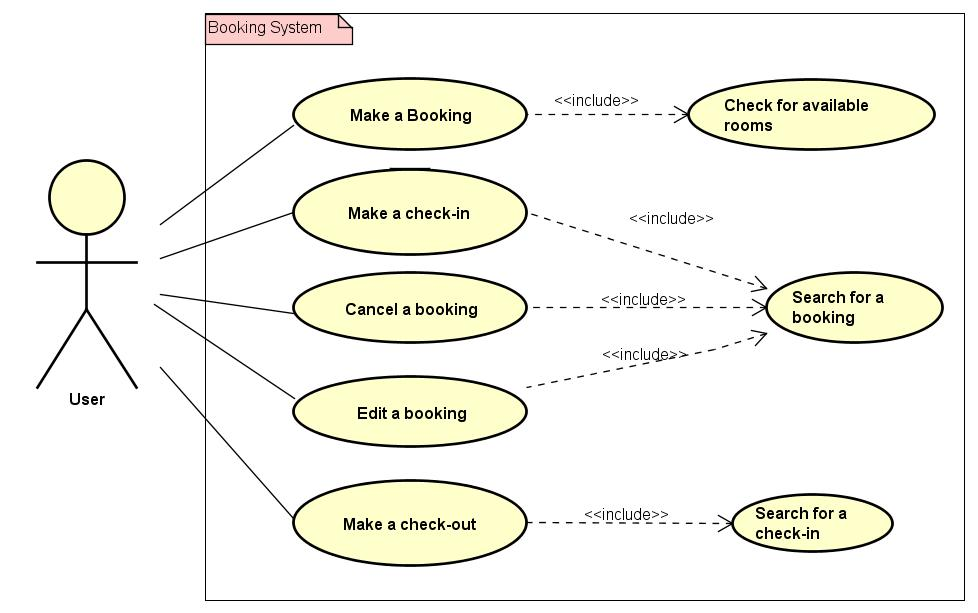 Booking System
Make a Booking
<<include>>
Check for available
rooms
Make a check-in
<<include>>
Cancel a booking
<<include>>
Search for a
booking
<<include>>
Edit a booking
User
Make a check-out
<<include>>
Search for a
check-in